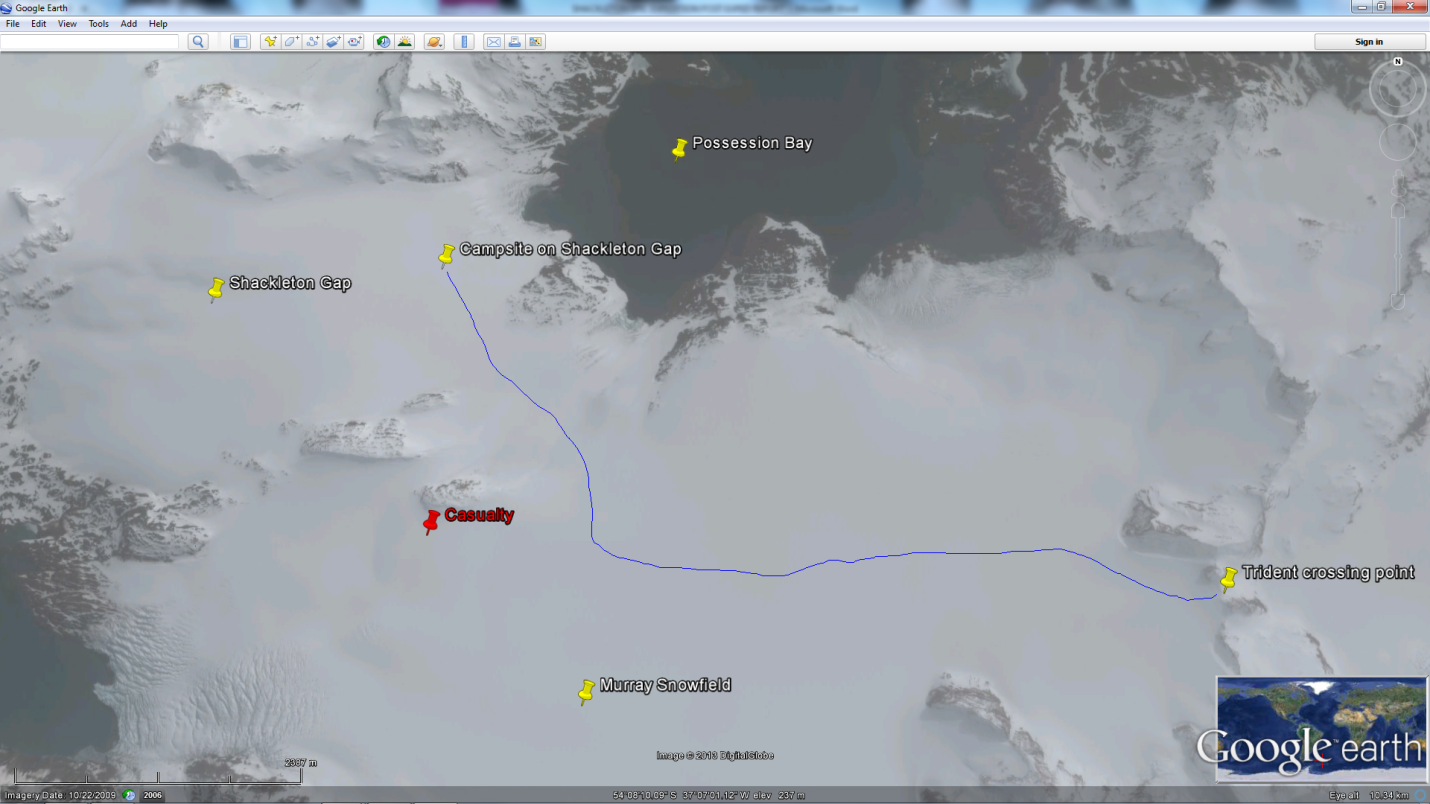 Google Earth
File Edit View Tools Add Help
Sign in
N
Possession Bay
Campsite on Shackleton Gap
Shackleton Gap
Casualty
Trident crossing point
Murray Snowfield
Image © 2013 DigitalGlobe
Google earth
2387 m
Imagery Date: 10/22/2009 2006 54°08'10.09" S 37°07'01.12" W elev 237 m Eye alt 10.34 km